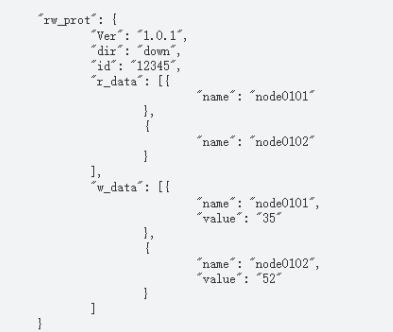 "rw_prot": {
"Ver": "1.0.1",
"dir": "down",
"id": "12345",
"r_data": [{
"name": "node0101"
},
{
"name": "node0102"
}
],
"w_data": [{
"name": "node0101",
"value": "35"
},
{
"name": "node0102",
"value": "52"
}
]
}